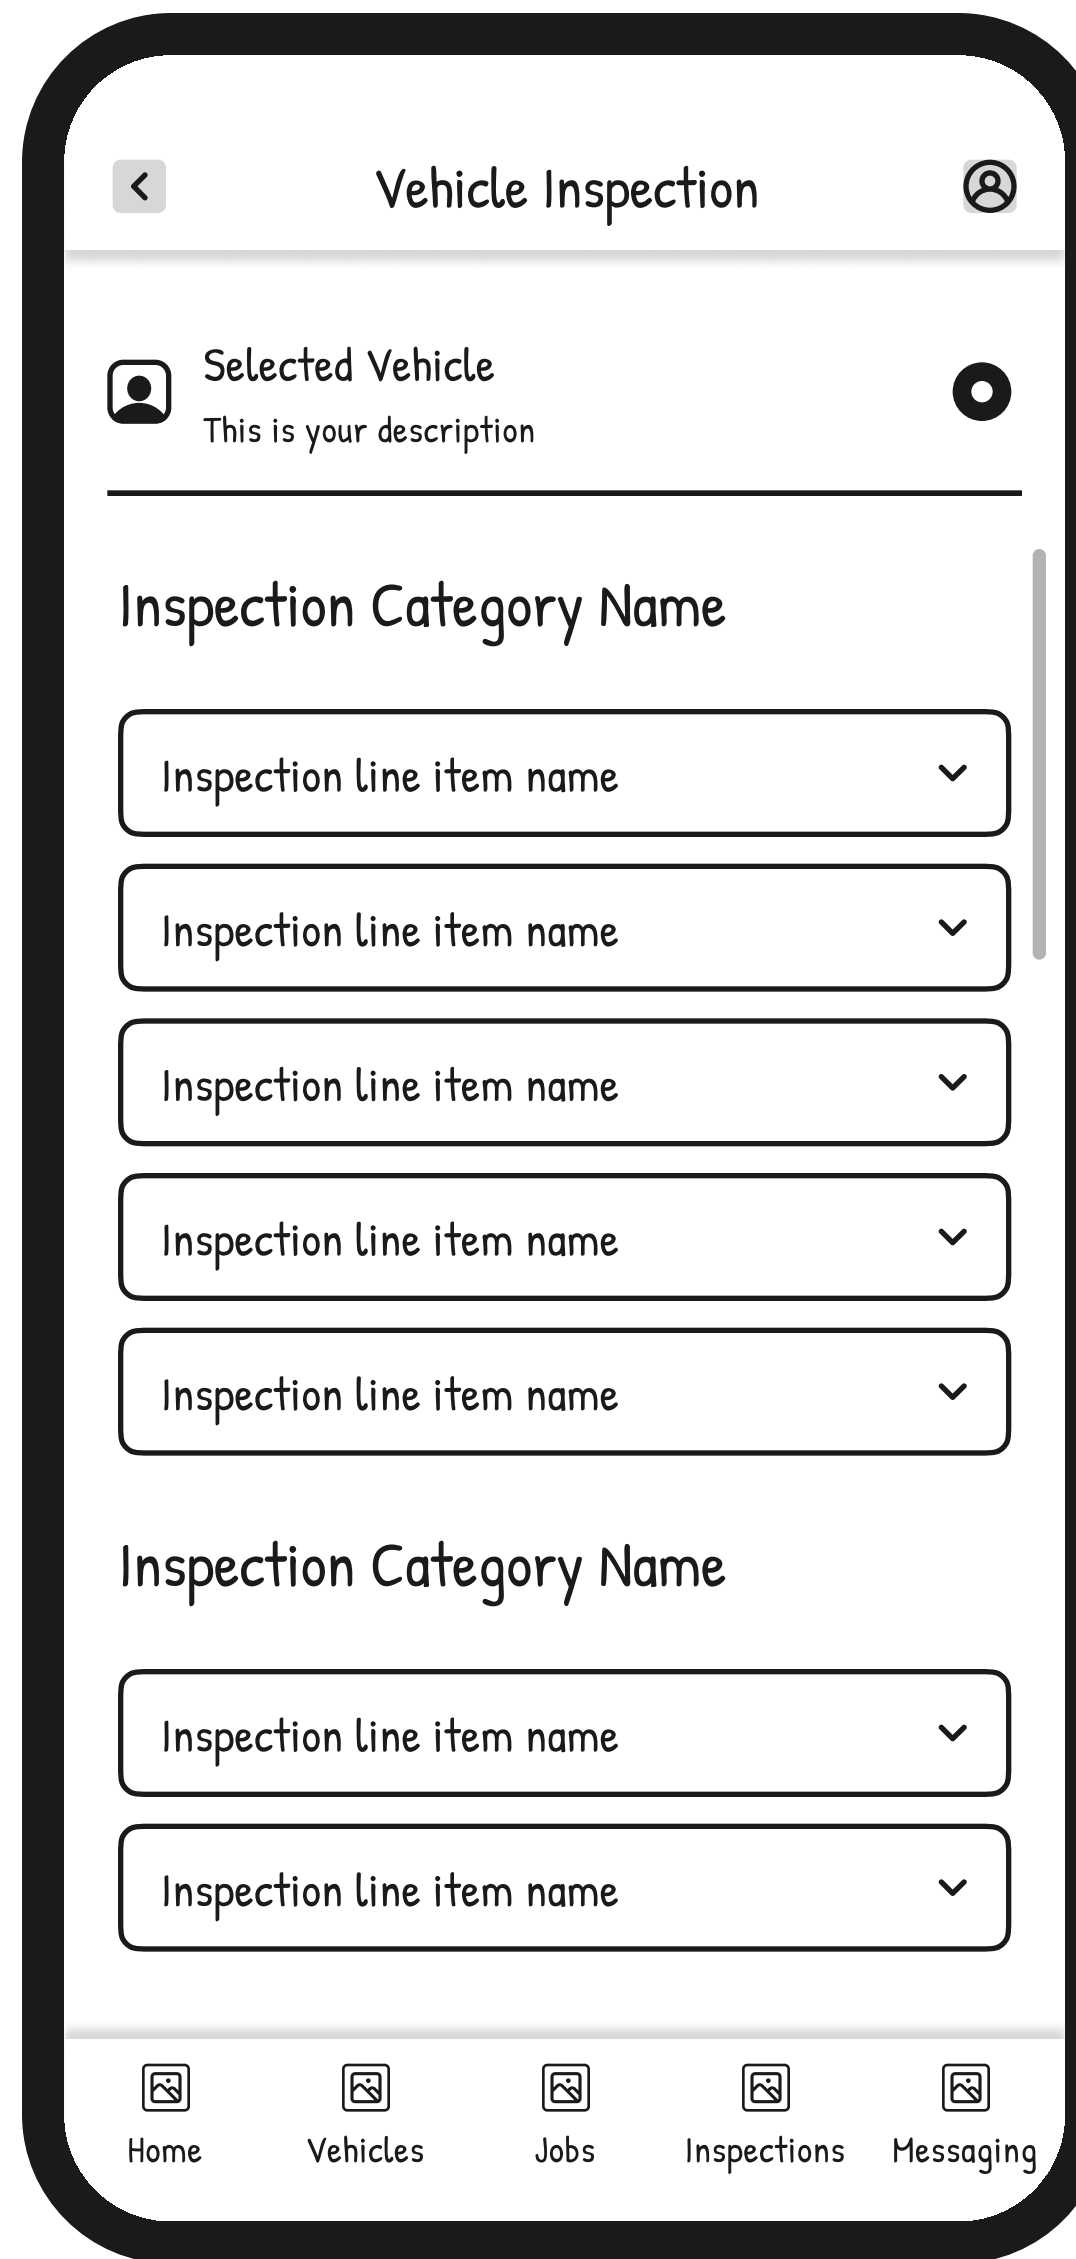 Vehicle Inspection
Selected Vehicle
This is your description
Inspection Category Name
Inspection line item name
Inspection line item name
Inspection line item name
Inspection line item name
Inspection line item name
Inspection Category Name
Inspection line item name
Inspection line item name
Home Vehicles Jobs Inspections Messaging